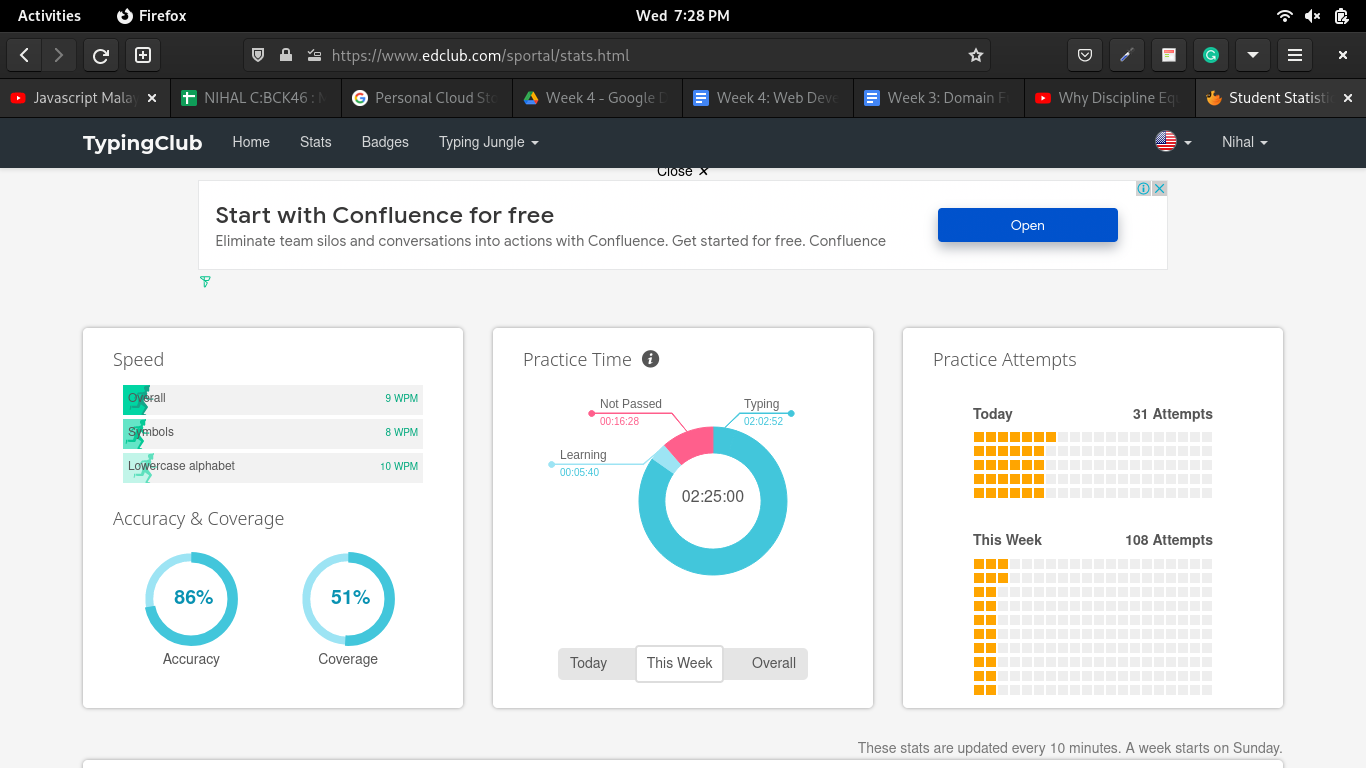 Activities Firefox Wed 7:28 PM
https://www.edclub.com/sportal/stats.html
Javascript Mala NIHAL C:BCK46 : Personal Cloud Sto Week 4 - Google D Week 4: Web Deve Week 3: Domain F Why Discipline Equ Student Statisti
TypingClub Home Stats Badges Typing Jungle Nihal
Close ✕
Start with Confluence for free
Eliminate team silos and conversations into actions with Confluence. Get started for free. Confluence
Open
Speed
Overall 9 WPM
Symbols 8 WPM
Lowercase alphabet 10 WPM
Accuracy & Coverage
86% 51%
Accuracy Coverage
Practice Time
Not Passed Typing
00:16:28 02:02:52
Learning
00:05:40
02:25:00
Today This Week Overall
Practice Attempts
Today 31 Attempts
This Week 108 Attempts
These stats are updated every 10 minutes. A week starts on Sunday.